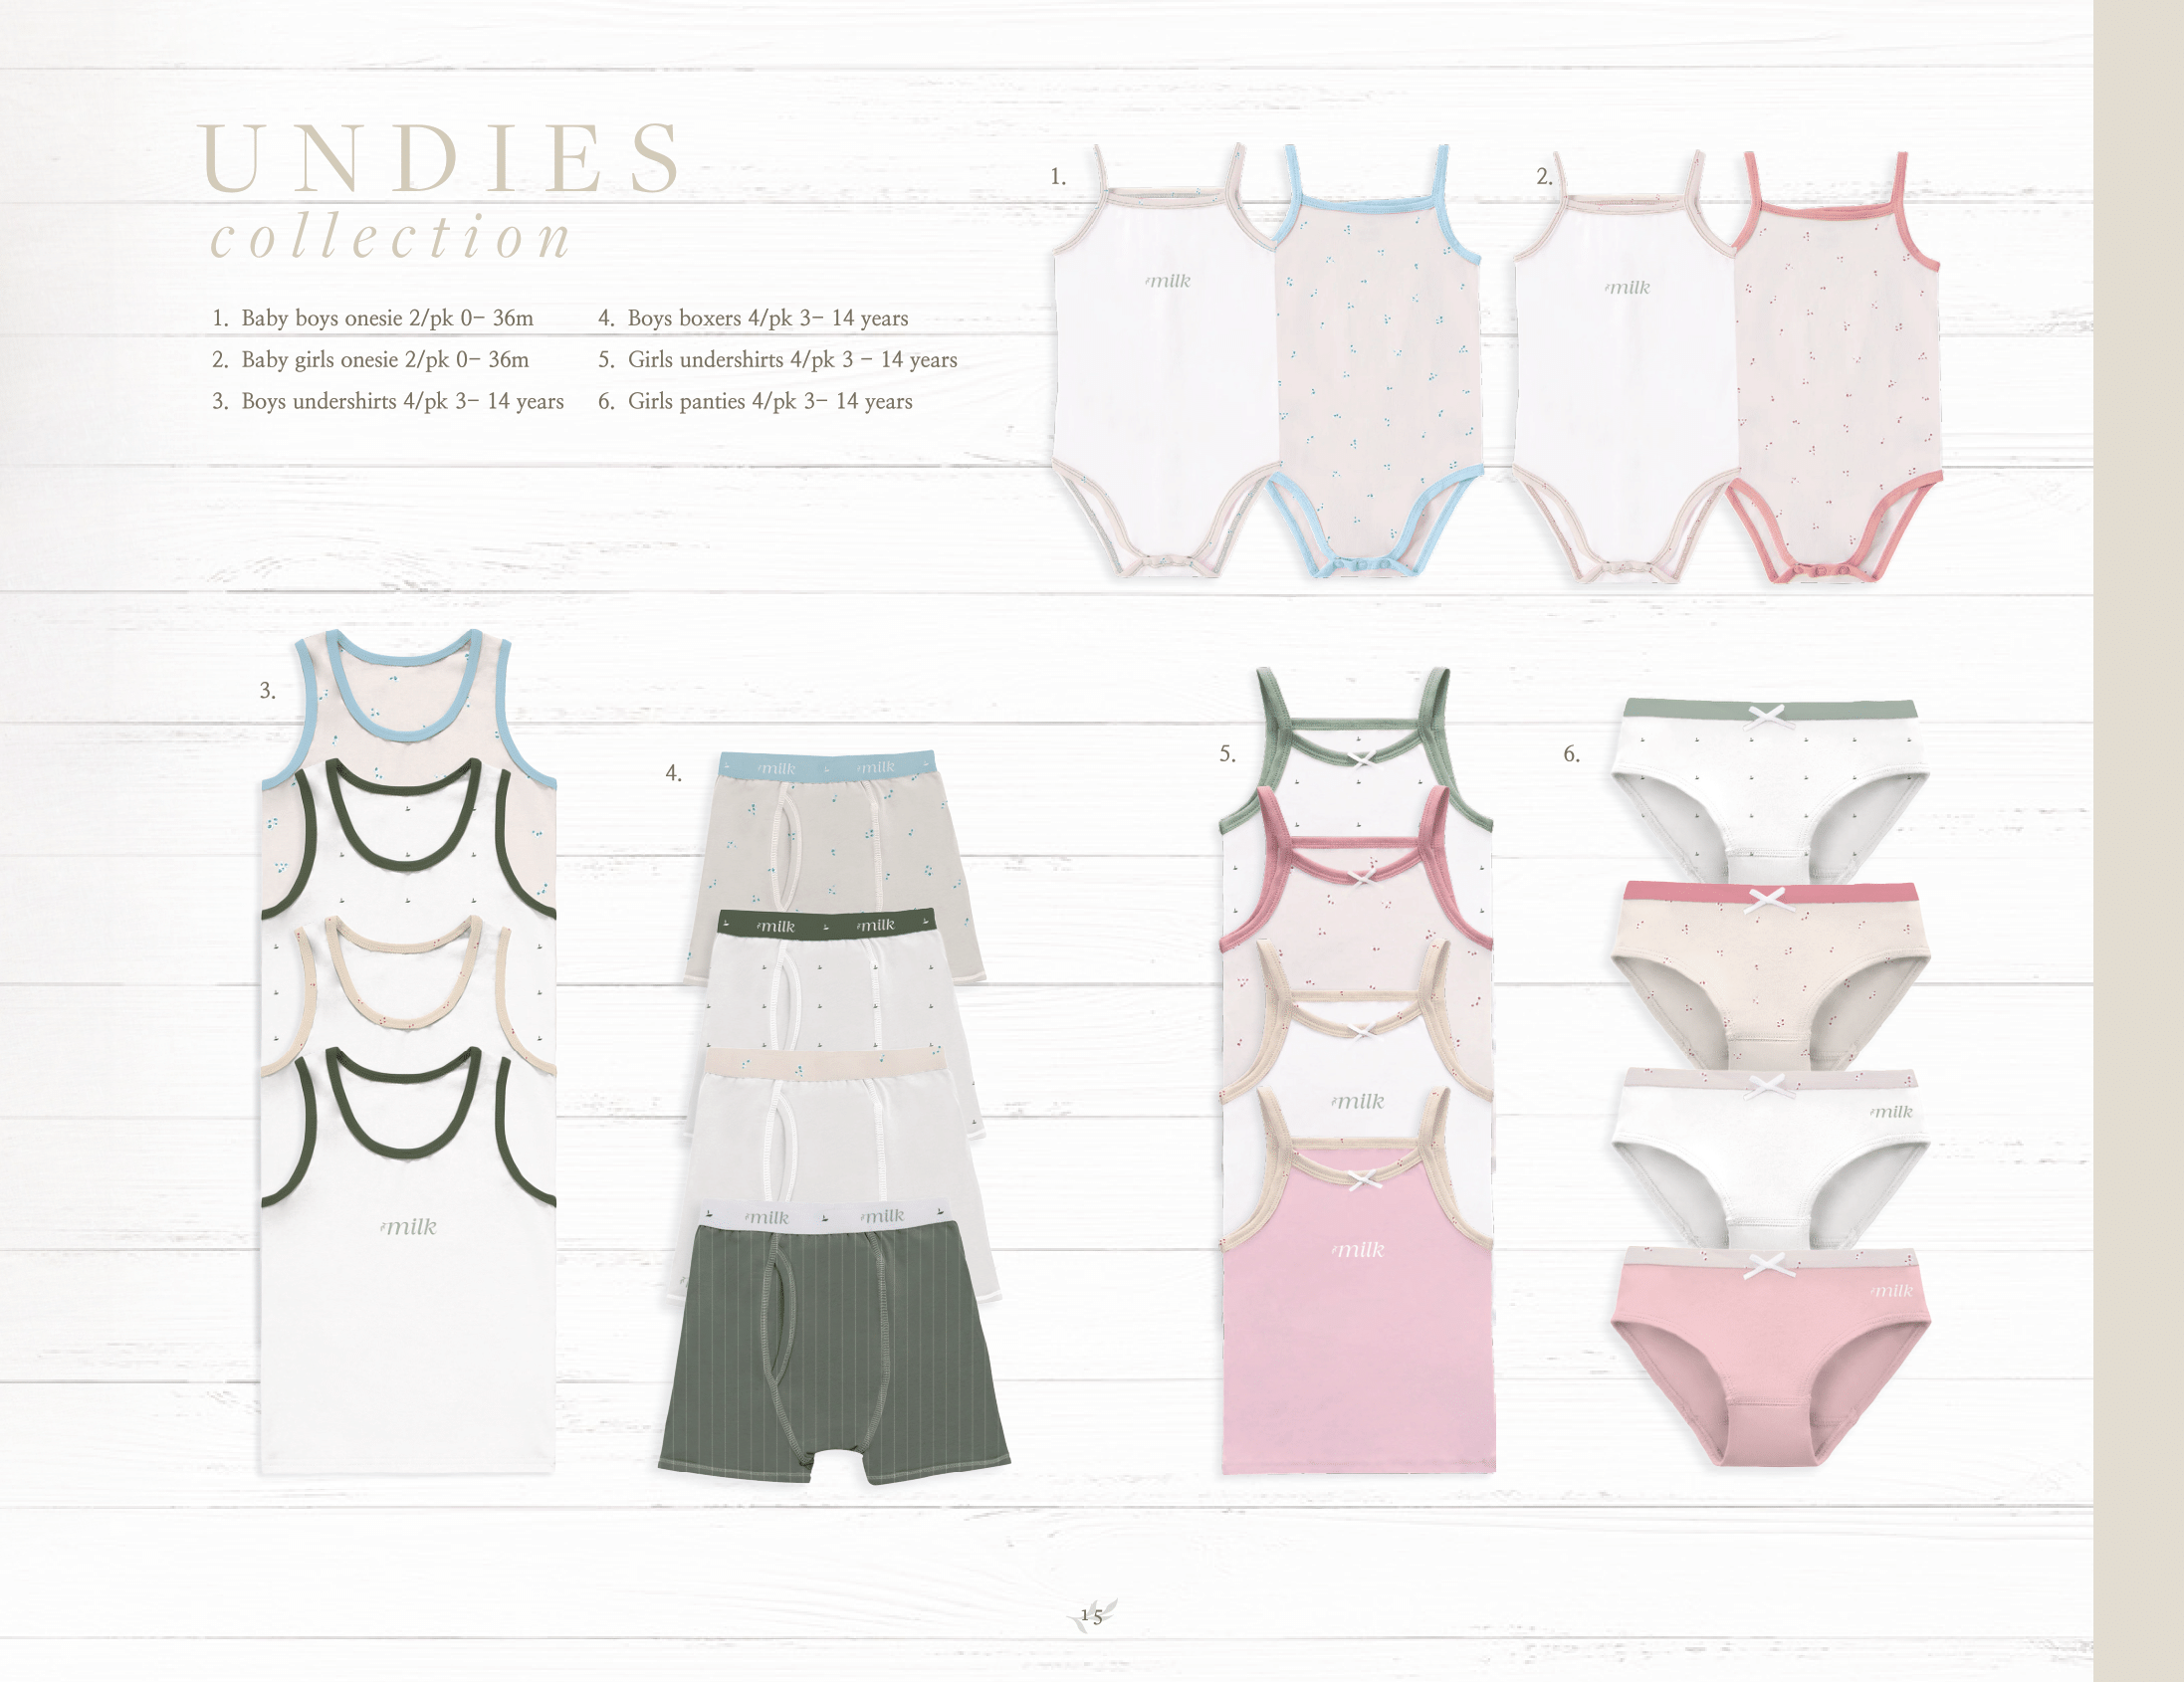 UNDIES
collection
1. Baby boys onesie 2/pk 0– 36m
2. Baby girls onesie 2/pk 0– 36m
3. Boys undershirts 4/pk 3– 14 years
4. Boys boxers 4/pk 3– 14 years
5. Girls undershirts 4/pk 3 – 14 years
6. Girls panties 4/pk 3– 14 years
1.
milk
2.
milk
3.
milk
4.
milk milk
milk milk
milk milk
5.
milk
milk
6.
milk
milk
15